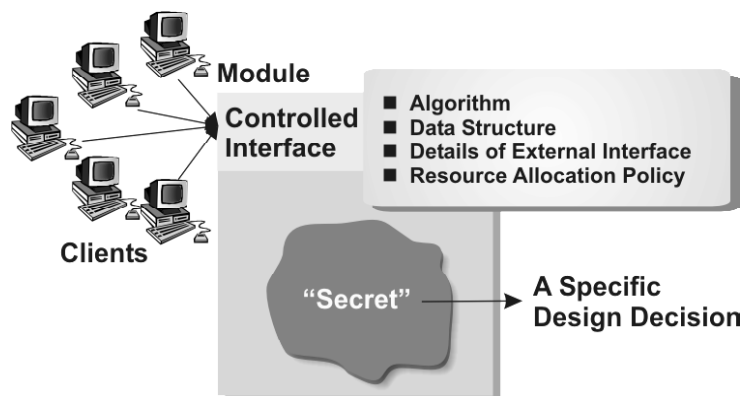 Module
Controlled
Interface
■ Algorithm
■ Data Structure
■ Details of External Interface
■ Resource Allocation Policy
Clients
“Secret”
A Specific
Design Decision